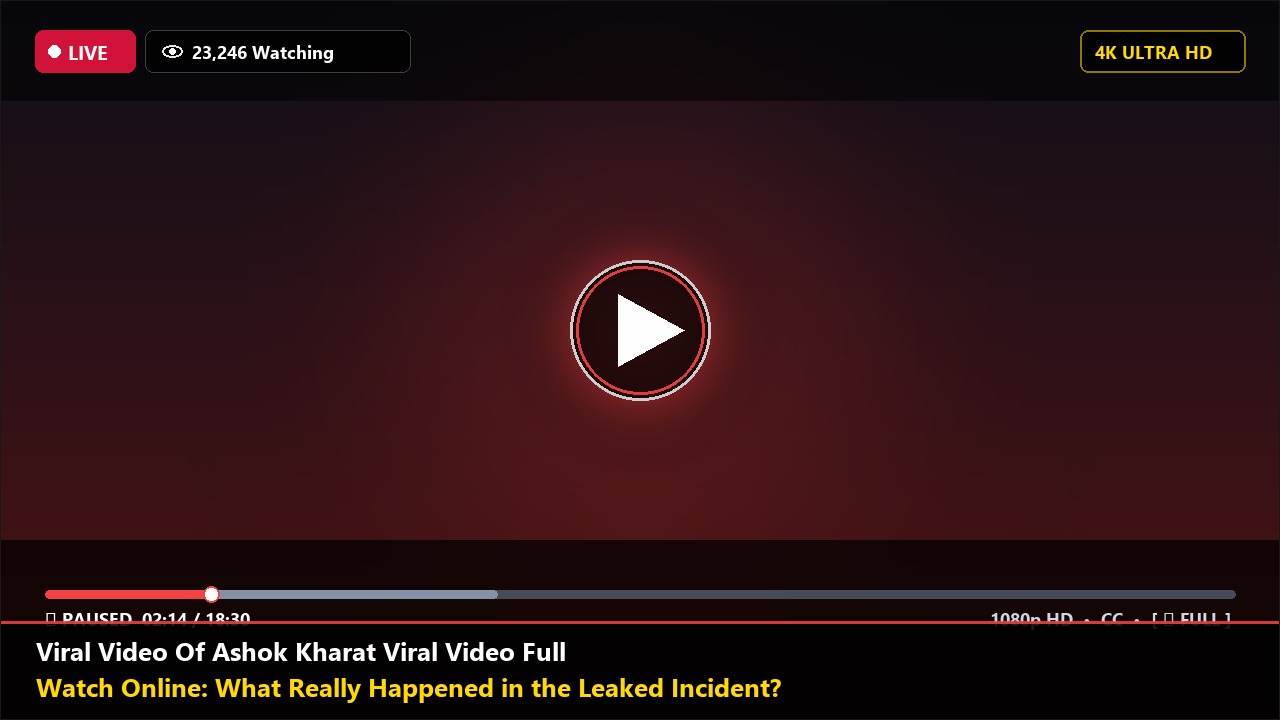 LIVE
23,246 Watching
4K ULTRA HD
PAUSED 02:14 / 18:30
1080p HD • CC • [ FULL ]
Viral Video Of Ashok Kharat Viral Video Full
Watch Online: What Really Happened in the Leaked Incident?